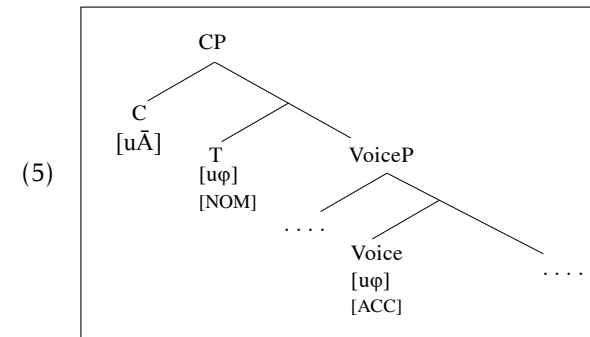 CP
C
[uĀ]
T
[uφ]
[NOM]
VoiceP
(5)
. . . .
Voice
[uφ]
[ACC]
. . . .